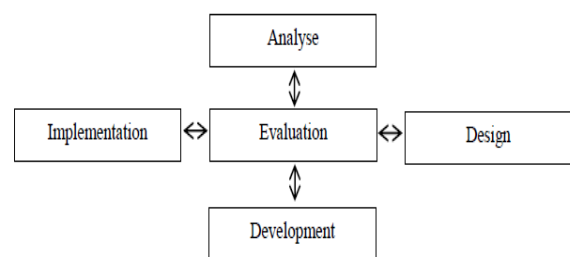 Analyse
Implementation
Evaluation
Design
Development